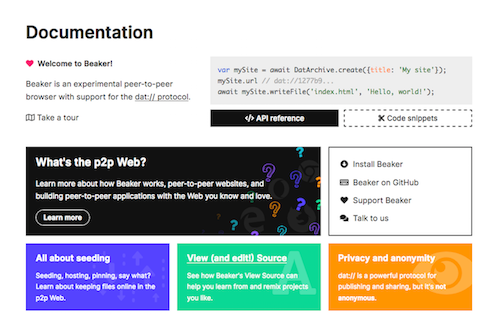 Documentation
Welcome to Beaker!
Beaker is an experimental peer-to-peer
browser with support for the dat:// protocol.
Take a tour
var mySite = await DatArchive.create({title: 'My site'});
mySite.url // dat://1277b9...
await mySite.writeFile('index.html', 'Hello, world!');
</> API reference
Code snippets
What's the p2p Web?
Learn more about how Beaker works, peer-to-peer websites, and
building peer-to-peer applications with the Web you know and love.
Learn more
Install Beaker
Beaker on GitHub
Support Beaker
Talk to us
All about seeding
Seeding, hosting, pinning, say what?
Learn about keeping files online in the
p2p Web.
View (and edit!) Source
See how Beaker's View Source can
help you learn from and remix projects
you like.
A
Privacy and anonymity
dat:// is a powerful protocol for
publishing and sharing, but it's not
anonymous.